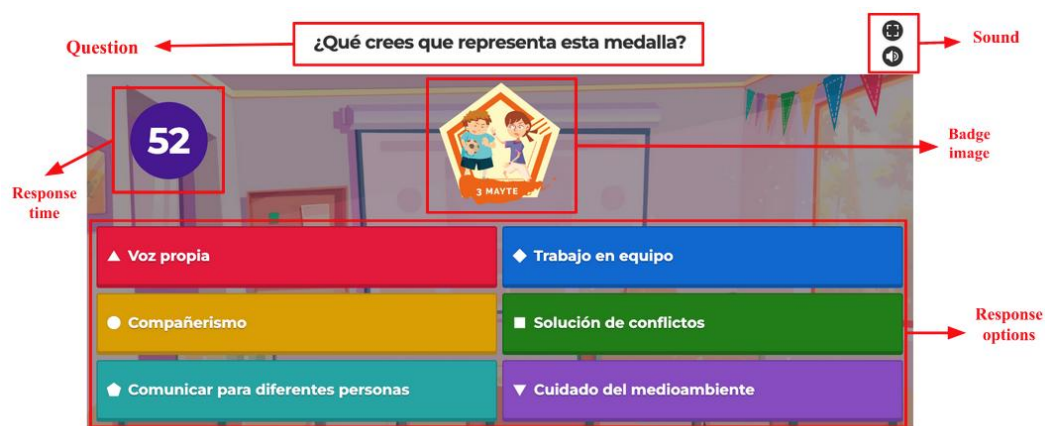 Question
¿Qué crees que representa esta medalla?
Sound
52
3 MAYTE
Badge
image
Response
time
Voz propia
Trabajo en equipo
Compañerismo
Solución de conflictos
Response
options
Comunicar para diferentes personas
Cuidado del medioambiente